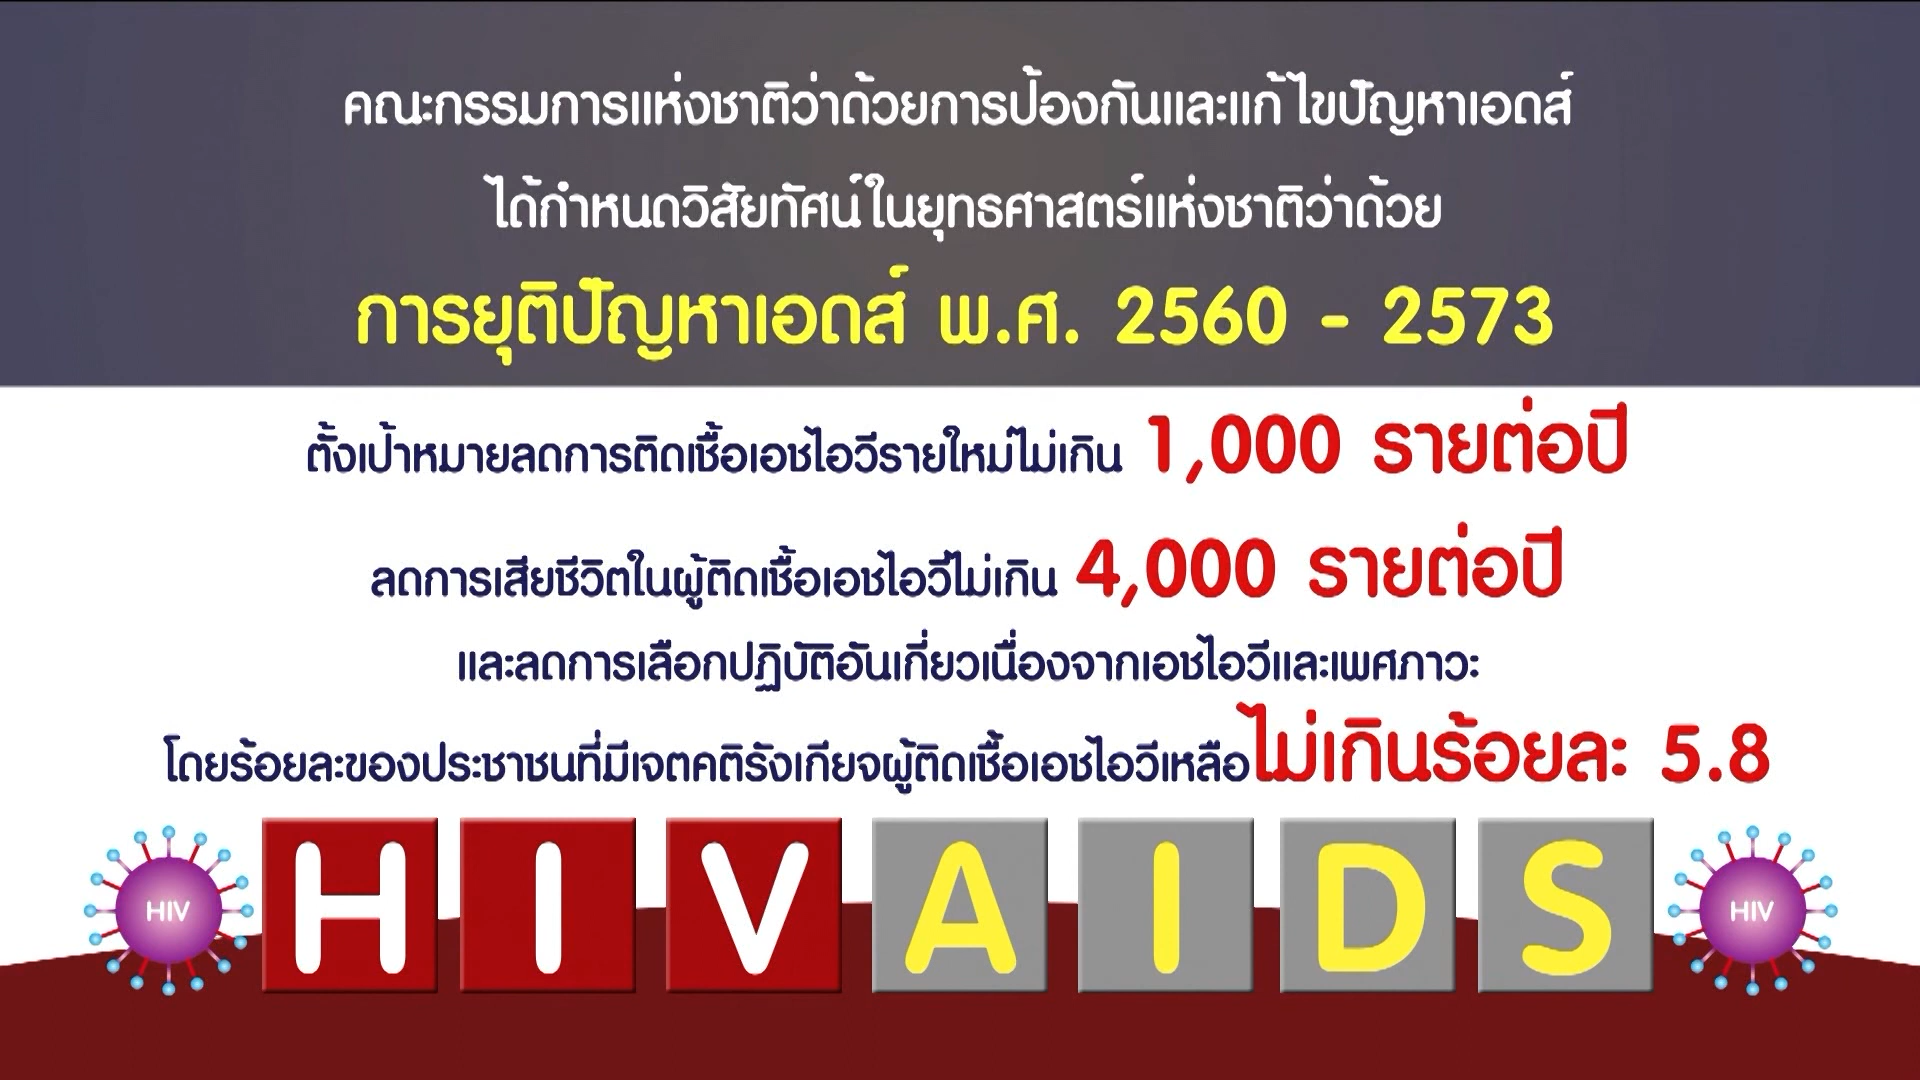 คณะกรรมการแห่งชาติว่าด้วยการป้องกันและแก้ไขปัญหาเอดส์
ได้กำหนดวิสัยทัศน์ในยุทธศาสตร์แห่งชาติว่าด้วย
การยุติปัญหาเอดส์ พ.ศ. 2560 - 2573
ตั้งเป้าหมายลดการติดเชื้อเอชไอวีรายใหม่ไม่เกิน 1,000 รายต่อปี
ลดการเสียชีวิตในผู้ติดเชื้อเอชไอวีไม่เกิน 4,000 รายต่อปี
และลดการเลือกปฏิบัติอันเกี่ยวเนื่องจากเอชไอวีและเพศภาวะ
โดยร้อยละของประชาชนที่มีเจตคติรังเกียจผู้ติดเชื้อเอชไอวีเหลือไม่เกินร้อยละ 5.8
HIV HIV AIDS HIV